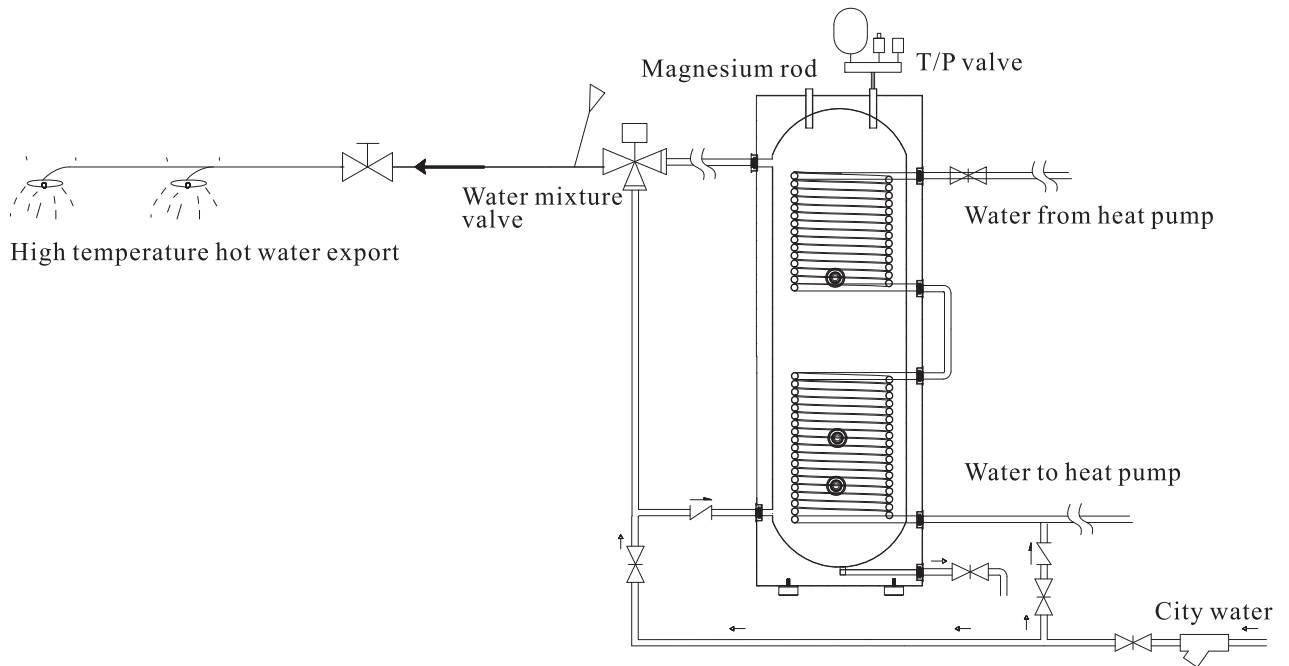 Magnesium rod
T/P valve
Water mixture
valve
Water from heat pump
High temperature hot water export
Water to heat pump
City water